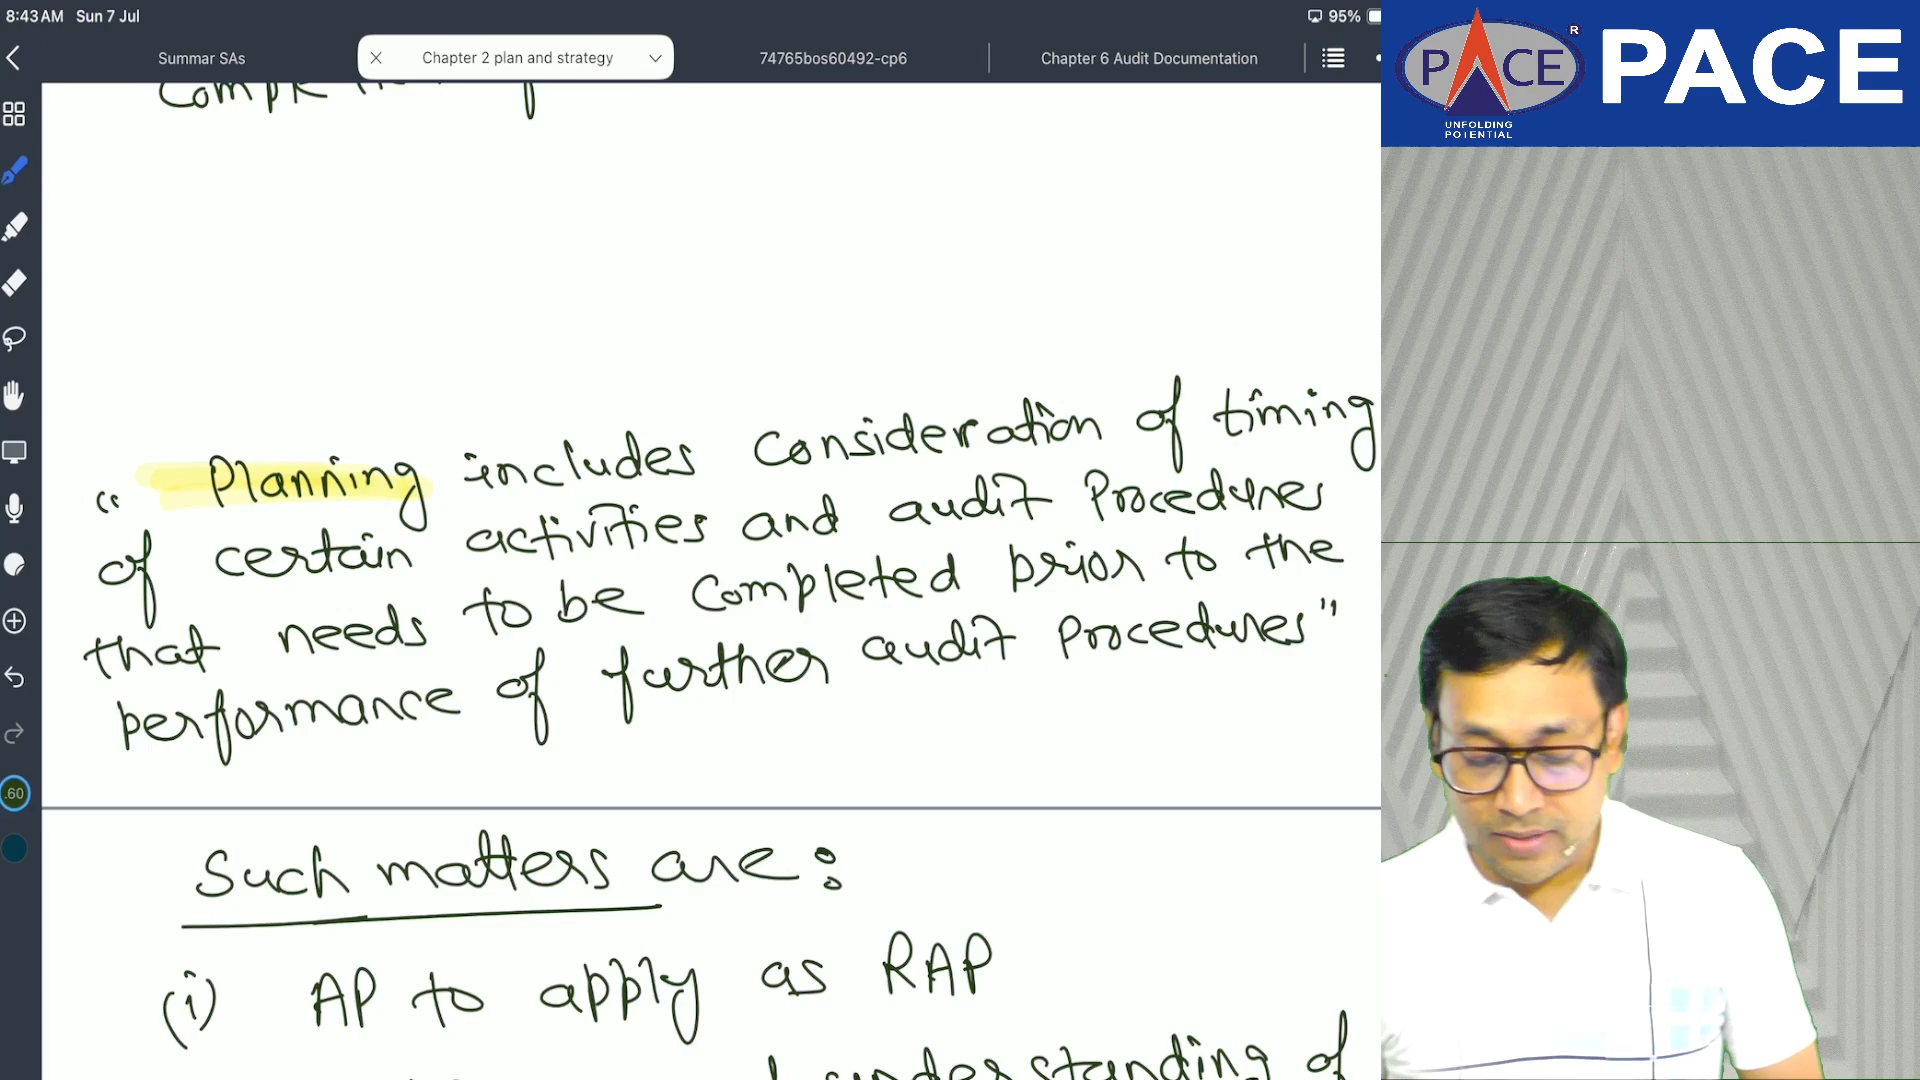 8:43 AM Sun 7 Jul
95%
Summar SAs
Chapter 2 plan and strategy
74765bos60492-cp6
Chapter 6 Audit Documentation
PACE
UNFOLDING
POTENTIAL
PACE
"Planning includes consideration of timing
of certain activities and audit Procedures
that needs to be completed prior to the
performance of further audit Procedures"
Such matters are:
(i) AP to apply as RAP
understanding of
.60